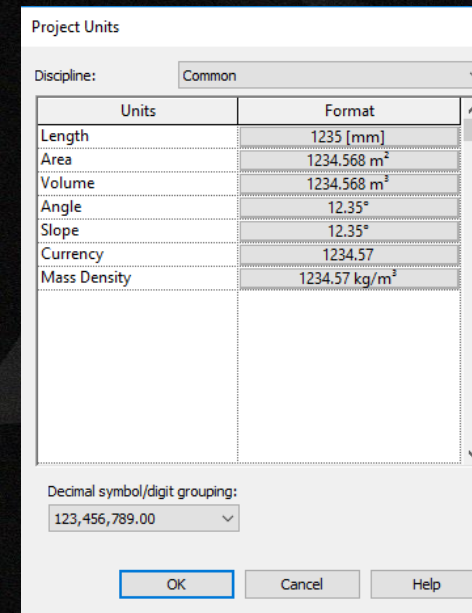 Project Units
Discipline: Common
Units Format
Length 1235 [mm]
Area 1234.568 m²
Volume 1234.568 m³
Angle 12.35°
Slope 12.35°
Currency 1234.57
Mass Density 1234.57 kg/m³
Decimal symbol/digit grouping:
123,456,789.00
OK Cancel Help